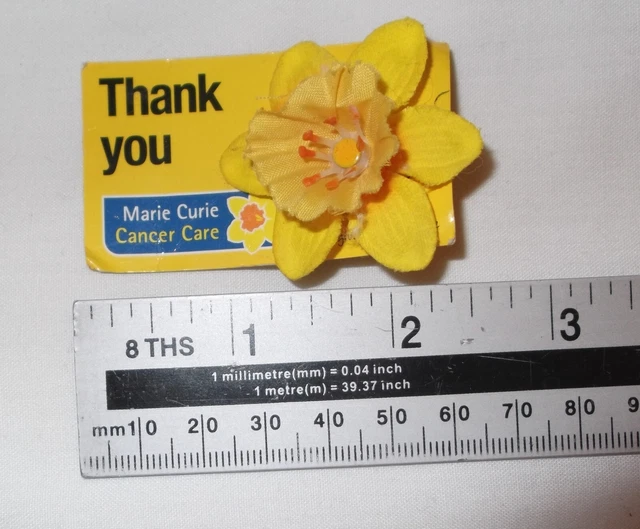 Thank
you
Marie Curie
Cancer Care
1 2 3
8 THS
1 millimetre(mm) = 0.04 inch
1 metre(m) = 39.37 inch
mm10 20 30 40 50 60 70 80 9